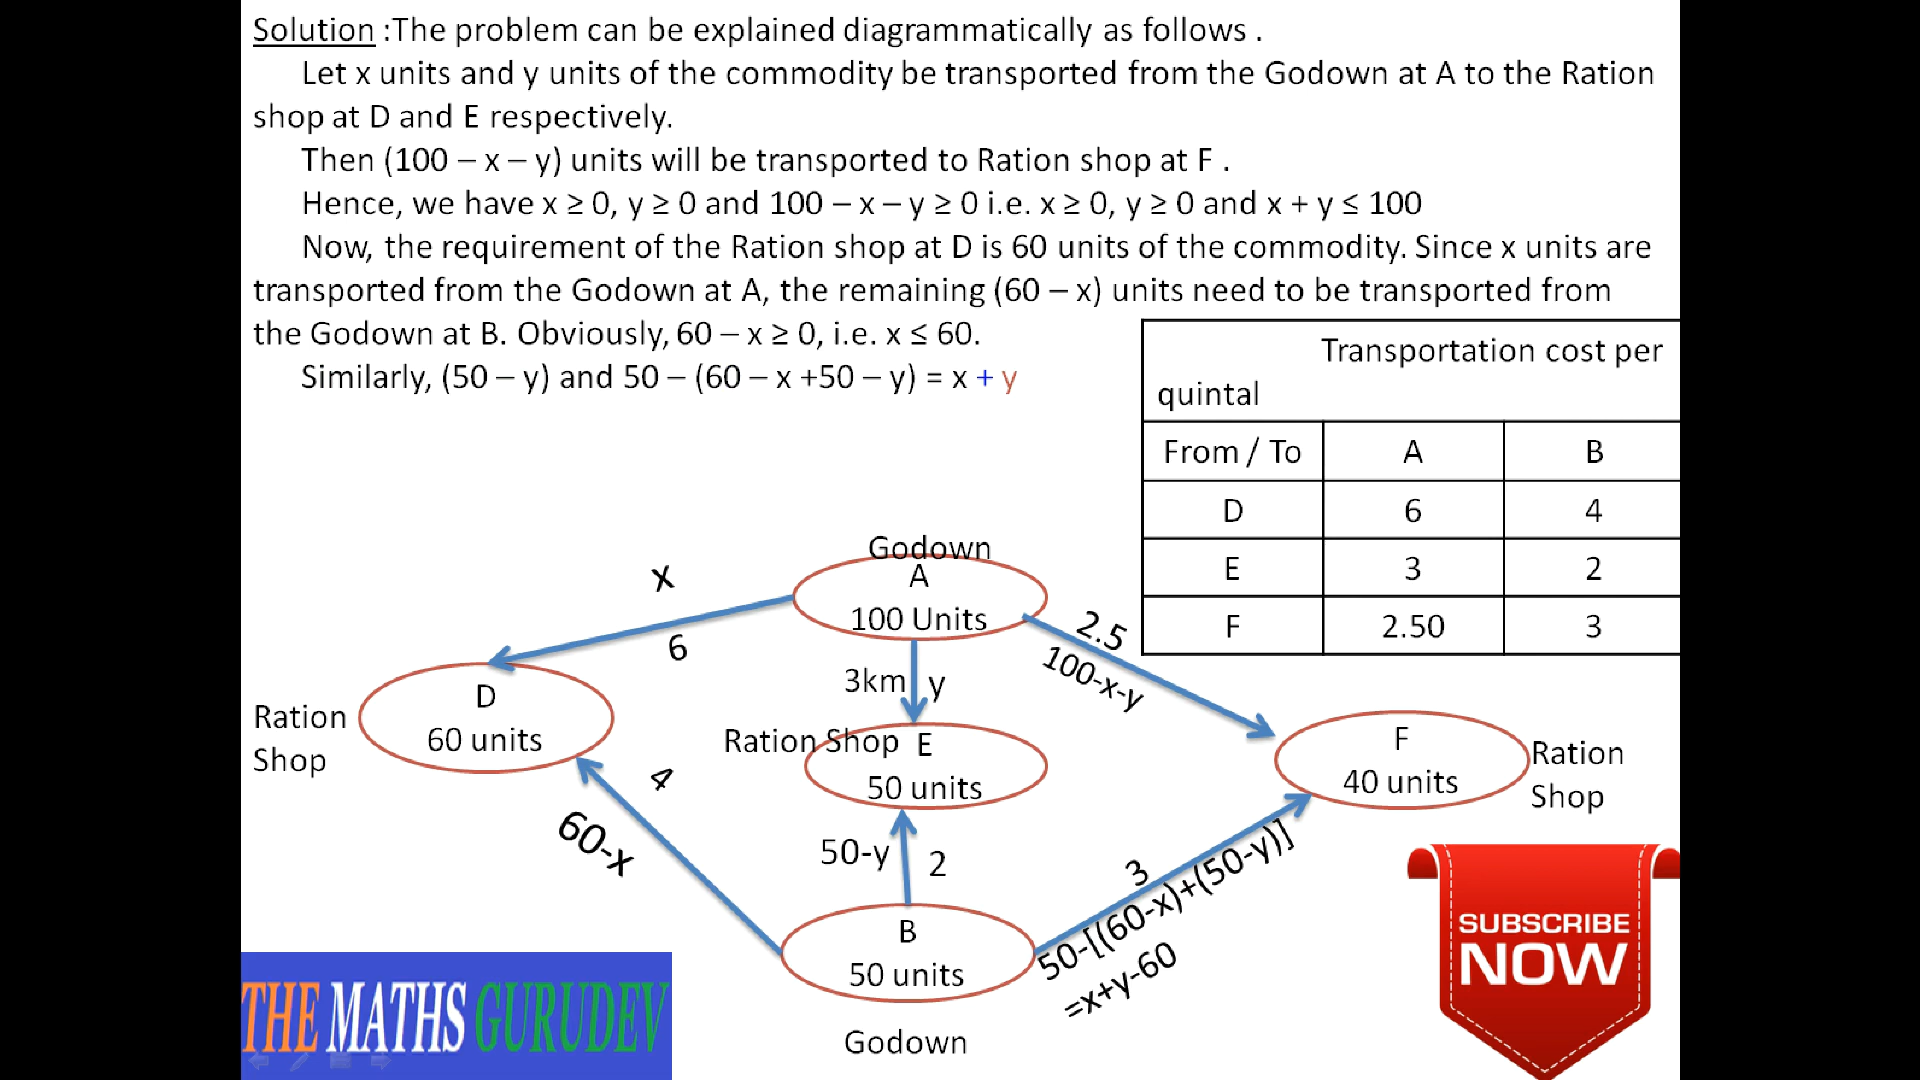 Solution :The problem can be explained diagrammatically as follows .
Let x units and y units of the commodity be transported from the Godown at A to the Ration
shop at D and E respectively.
Then (100 – x – y) units will be transported to Ration shop at F .
Hence, we have x ≥ 0, y ≥ 0 and 100 – x – y ≥ 0 i.e. x ≥ 0, y ≥ 0 and x + y ≤ 100
Now, the requirement of the Ration shop at D is 60 units of the commodity. Since x units are
transported from the Godown at A, the remaining (60 – x) units need to be transported from
the Godown at B. Obviously, 60 – x ≥ 0, i.e. x ≤ 60.
Similarly, (50 – y) and 50 – (60 – x +50 – y) = x + y
Transportation cost per
quintal
From / To A B
D 6 4
E 3 2
F 2.50 3
Godown
A
100 Units
x
6
3km y
2.5
100-x-y
Ration
Shop
D
60 units
Ration Shop E
50 units
F
40 units
Ration
Shop
4
60-x
50-y 2
3
50-[(60-x)+(50-y)]
=x+y-60
B
50 units
Godown
THE MATHS GURUDEV
SUBSCRIBE
NOW